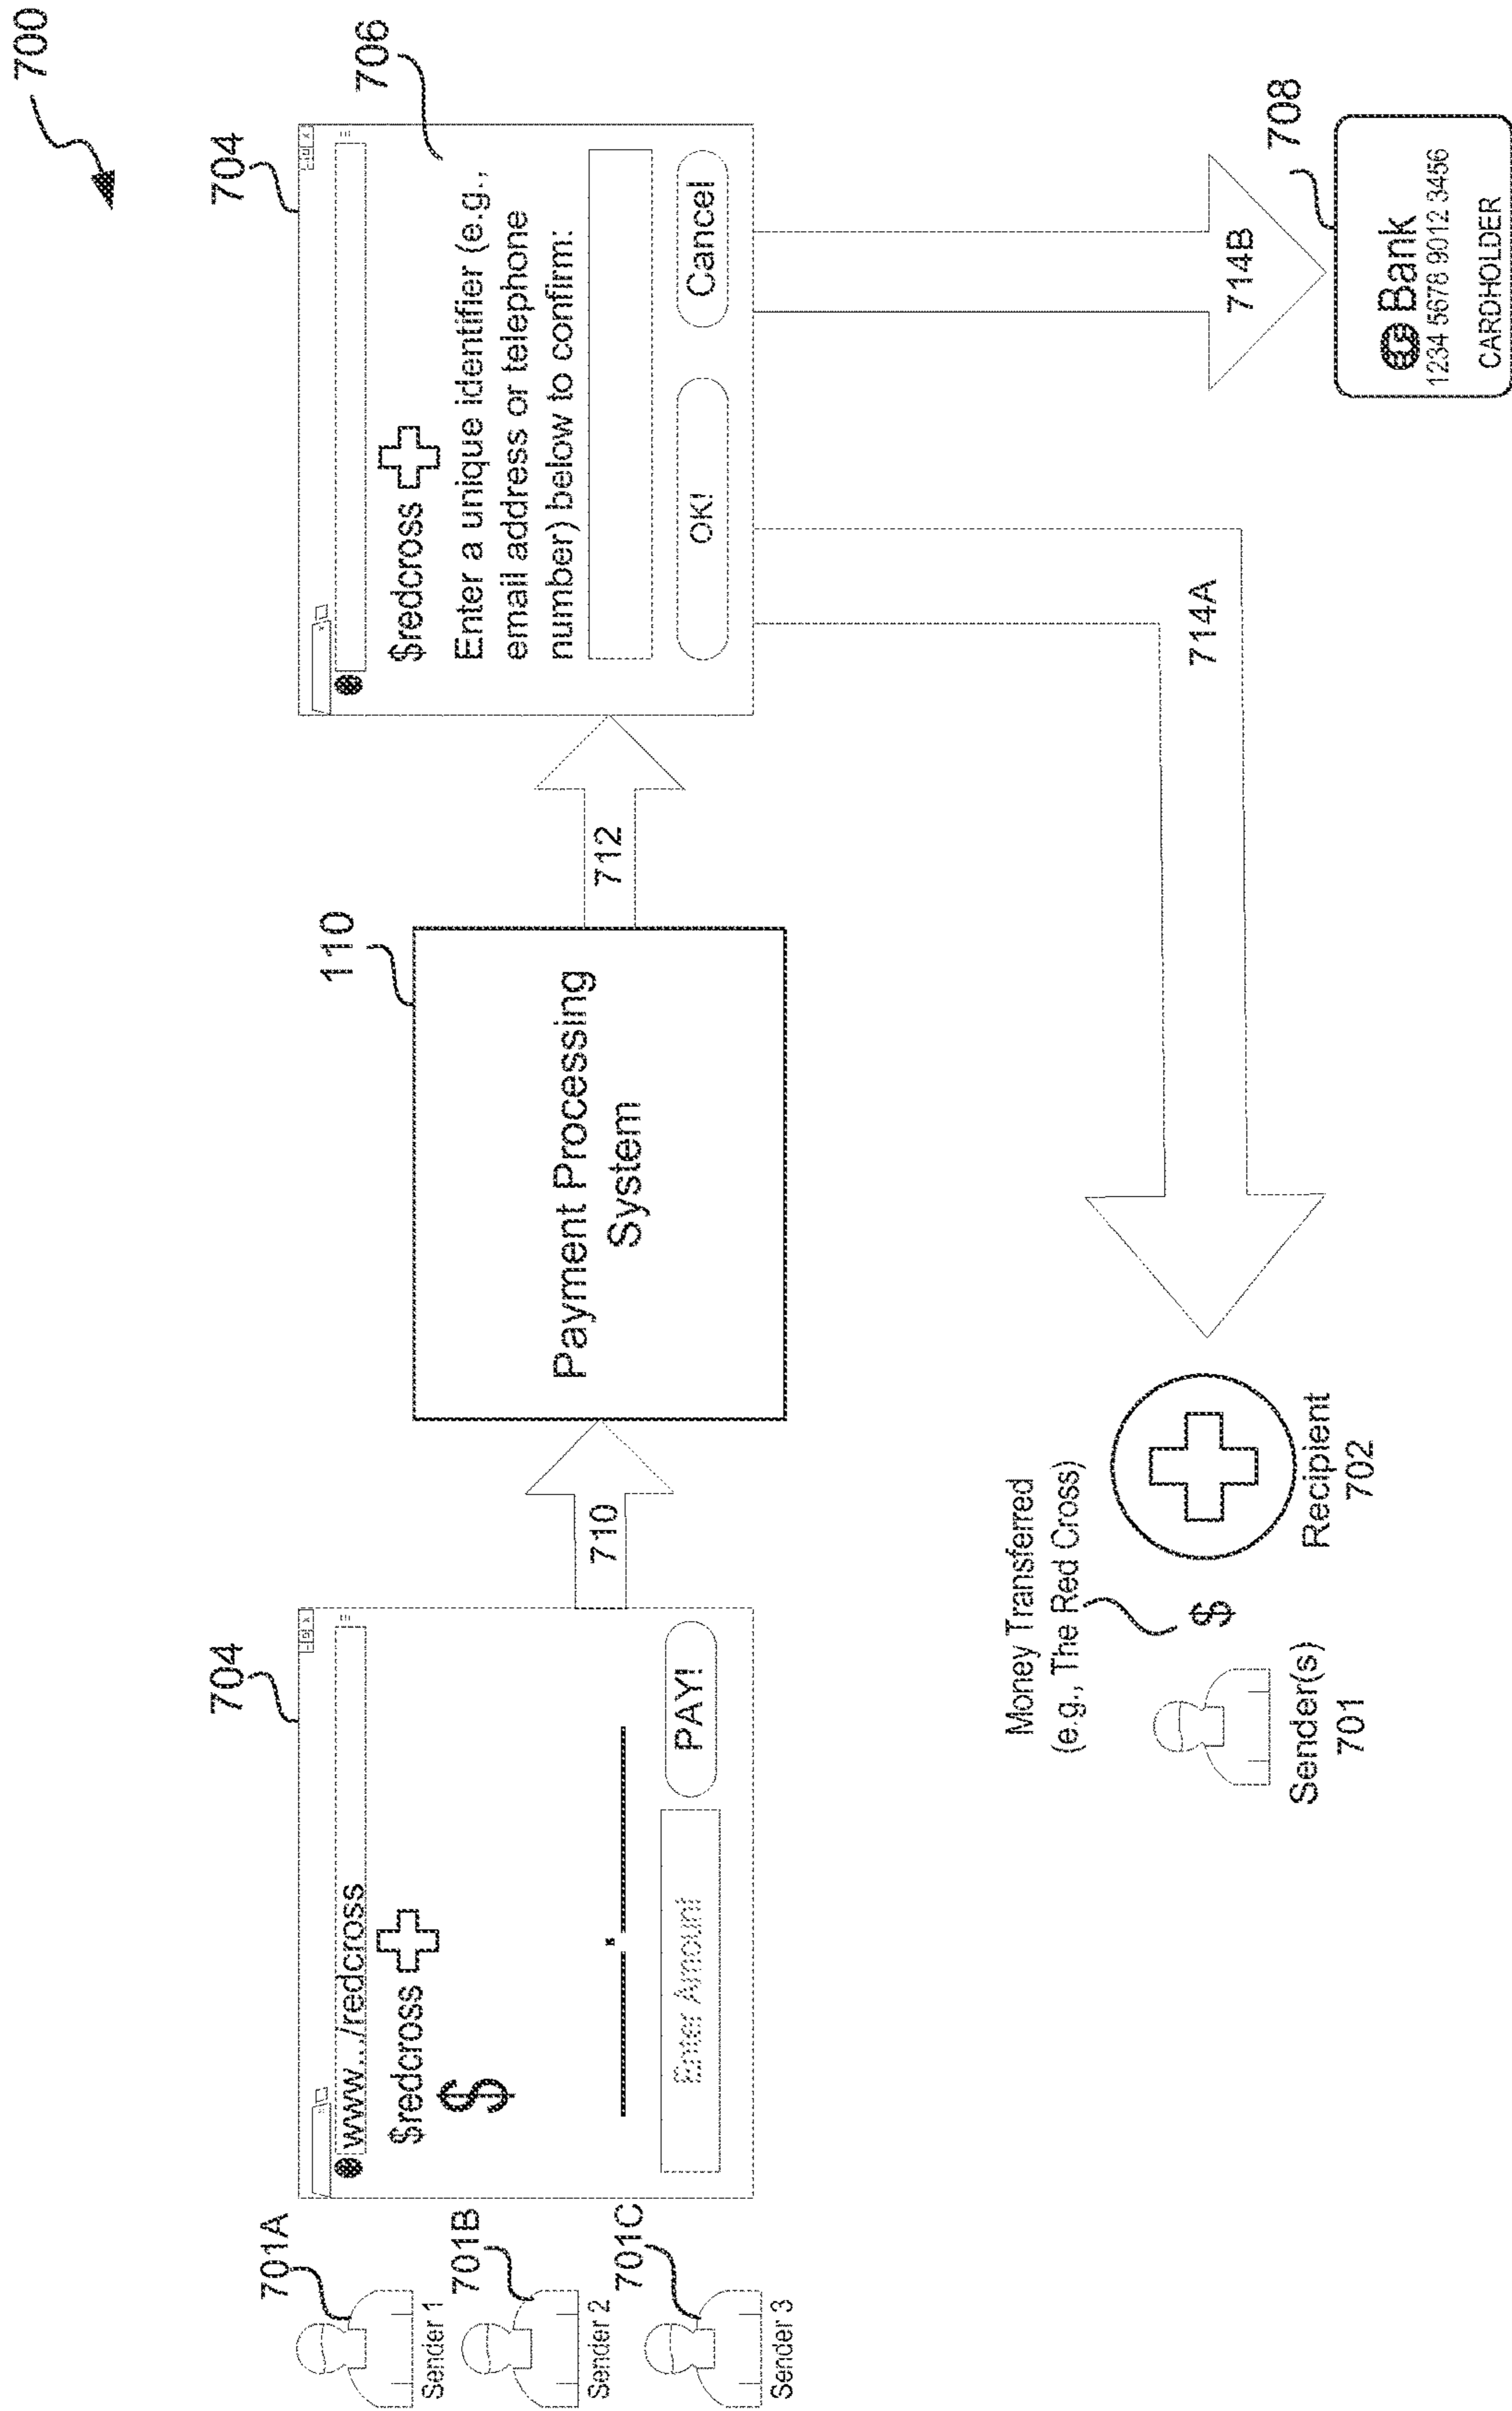 700
701A
Sender 1
701B
Sender 2
701C
Sender 3
704
www.../redcross
$redcross
$
Enter Amount
PAY!
710
110
Payment Processing
System
712
704
706
$redcross
Enter a unique identifier (e.g.,
email address or telephone
number) below to confirm:
OK!
Cancel
714A
714B
708
Bank
1234 5678 9012 3456
CARDHOLDER
Money Transferred
(e.g., The Red Cross)
$
Sender(s)
701
Recipient
702